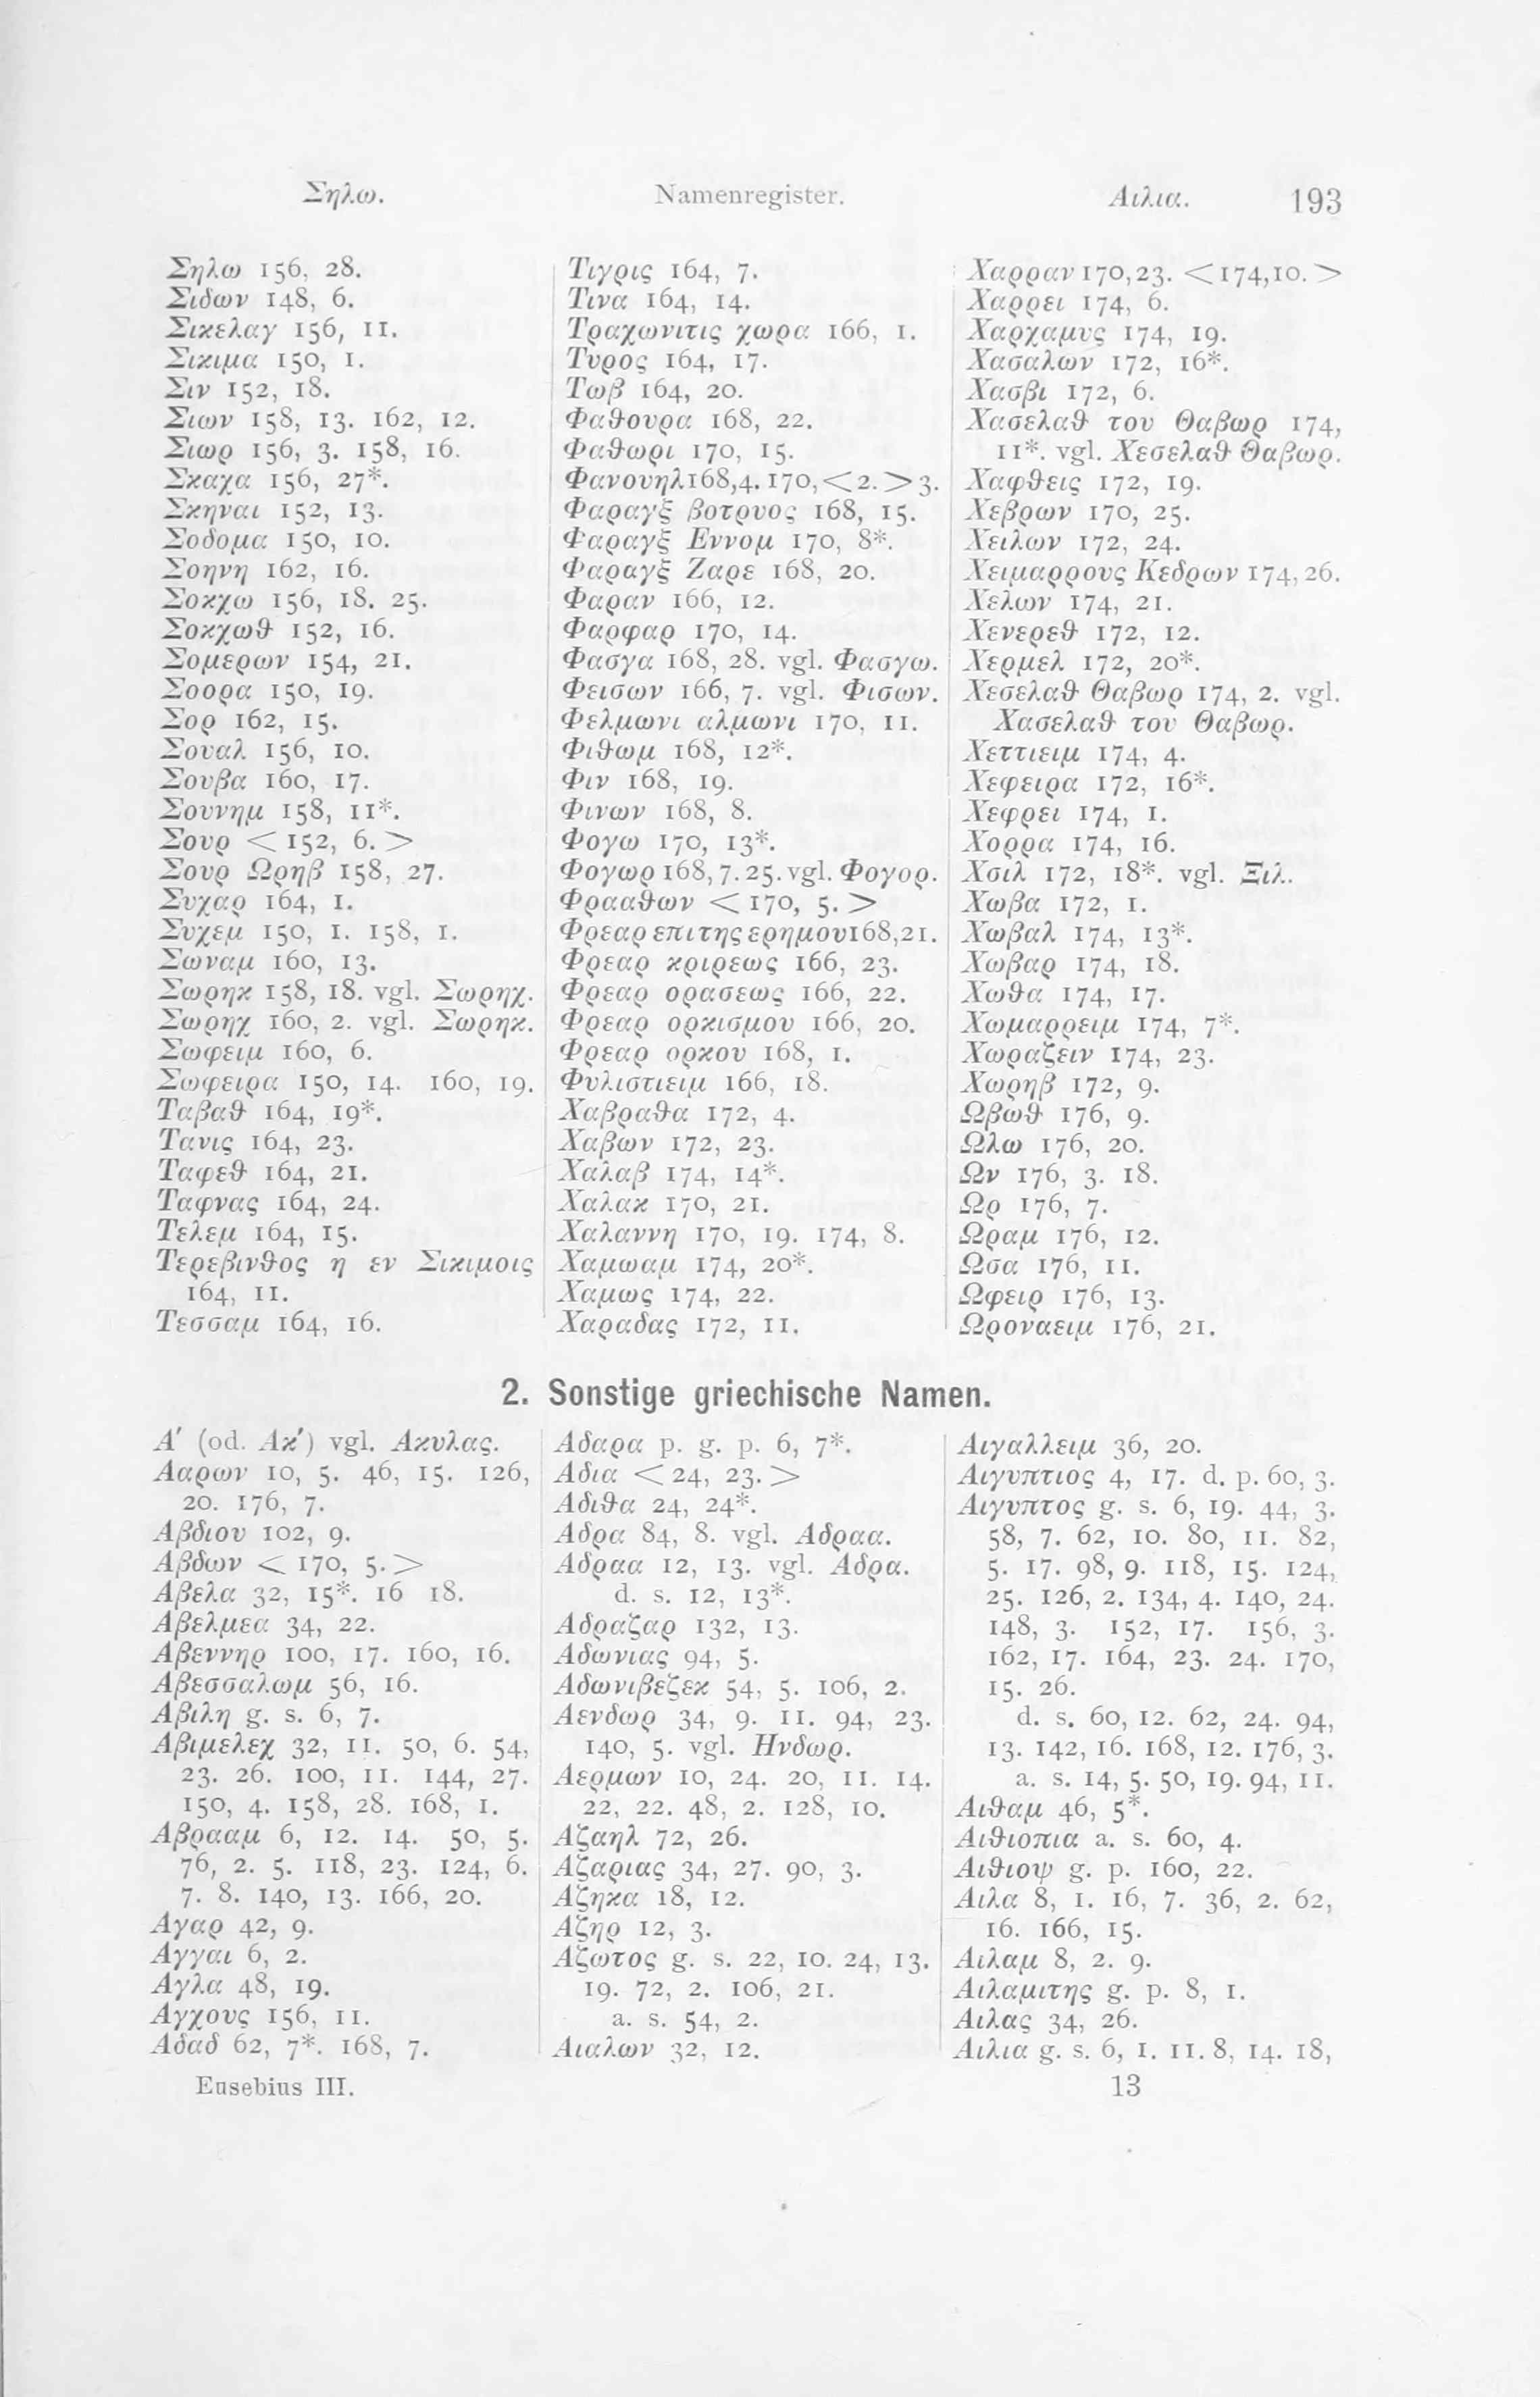 Σηλω. Namenregister. Αιλια. 193
Σηλω 156, 28.
Σιδων 148, 6.
Σικελαγ 156, 11.
Σικιμα 150, 1.
Σιν 152, 18.
Σιων 158, 13. 162, 12.
Σιωρ 156, 3. 158, 16.
Σκαχα 156, 27*.
Σκηναι 152, 13.
Σοδομα 150, 10.
Σοηνη 162, 16.
Σοκχω 156, 18. 25.
Σοκχωϑ 152, 16.
Σομερων 154, 21.
Σοορα 150, 19.
Σορ 162, 15.
Σουαλ 156, 10.
Σουβα 160, 17.
Σουνημ 158, 11*.
Σουρ < 152, 6. >
Σουρ Ωρηβ 158, 27.
Συχαρ 164, 1.
Συχεμ 150, 1. 158, 1.
Σωναμ 160, 13.
Σωρηκ 158, 18. vgl. Σωρηχ.
Σωρηχ 160, 2. vgl. Σωρηκ.
Σωφειμ 160, 6.
Σωφειρα 150, 14. 160, 19.
Ταβαϑ 164, 19*.
Τανις 164, 23.
Ταφεϑ 164, 21.
Ταφνας 164, 24.
Τελεμ 164, 15.
Τερεβινϑος η εν Σικιμοις
164, 11.
Τεσσαμ 164, 16.
Τιγρις 164, 7.
Τινα 164, 14.
Τραχωνιτις χωρα 166, 1.
Τυρος 164, 17.
Τωβ 164, 20.
Φαϑουρα 168, 22.
Φαϑωρι 170, 15.
Φανουηλ 168,4. 170,<2.>3.
Φαραγξ βοτρυος 168, 15.
Φαραγξ Εννομ 170, 8*.
Φαραγξ Ζαρε 168, 20.
Φαραν 166, 12.
Φαρφαρ 170, 14.
Φασγα 168, 28. vgl. Φασγω.
Φεισων 166, 7. vgl. Φισων.
Φελμωνι αλμωνι 170, 11.
Φιϑωμ 168, 12*.
Φιν 168, 19.
Φινων 168, 8.
Φογω 170, 13*.
Φογωρ 168, 7. 25. vgl. Φογορ.
Φρααϑων < 170, 5. >
Φρεαρ επι της ερημου 168,21.
Φρεαρ κριρεως 166, 23.
Φρεαρ ορασεως 166, 22.
Φρεαρ ορκισμου 166, 20.
Φρεαρ ορκου 168, 1.
Φυλιστιειμ 166, 18.
Χαβραϑα 172, 4.
Χαβων 172, 23.
Χαλαβ 174, 14*.
Χαλακ 170, 21.
Χαλαννη 170, 19. 174, 8.
Χαμωαμ 174, 20*.
Χαμως 174, 22.
Χαραδας 172, 11.
Χαρραν 170,23. <174,10. >
Χαρρει 174, 6.
Χαρχαμυς 174, 19.
Χασαλων 172, 16*.
Χασβι 172, 6.
Χασελαϑ του Θαβωρ 174,
11*. vgl. Χεσελαϑ Θαβωρ.
Χαφϑεις 172, 19.
Χεβρων 170, 25.
Χειλων 172, 24.
Χειμαρρους Κεδρων 174, 26.
Χελων 174, 21.
Χενερεϑ 172, 12.
Χερμελ 172, 20*.
Χεσελαϑ Θαβωρ 174, 2. vgl.
Χασελαϑ του Θαβωρ.
Χεττιειμ 174, 4.
Χεφειρα 172, 16*.
Χεφρει 174, 1.
Χορρα 174, 16.
Χσιλ 172, 18*. vgl. Ξιλ.
Χωβα 172, 1.
Χωβαλ 174, 13*.
Χωβαρ 174, 18.
Χωϑα 174, 17.
Χωμαρρειμ 174, 7*.
Χωραζειν 174, 23.
Χωρηβ 172, 9.
Ωβωϑ 176, 9.
Ωλω 176, 20.
Ων 176, 3. 18.
Ωρ 176, 7.
Ωραμ 176, 12.
Ωσα 176, 11.
Ωφειρ 176, 13.
Ωροναειμ 176, 21.
2. Sonstige griechische Namen.
Α' (od. Ακ') vgl. Ακυλας.
Ααρων 10, 5. 46, 15. 126,
20. 176, 7.
Αβδιου 102, 9.
Αβδων < 170, 5. >
Αβελα 32, 15*. 16 18.
Αβελμεα 34, 22.
Αβεννηρ 100, 17. 160, 16.
Αβεσσαλωμ 56, 16.
Αβιλη g. s. 6, 7.
Αβιμελεχ 32, 11. 50, 6. 54,
23. 26. 100, 11. 144, 27.
150, 4. 158, 28. 168, 1.
Αβρααμ 6, 12. 14. 50, 5.
76, 2. 5. 118, 23. 124, 6.
7. 8. 140, 13. 166, 20.
Αγαρ 42, 9.
Αγγαι 6, 2.
Αγλα 48, 19.
Αγχους 156, 11.
Αδαδ 62, 7*. 168, 7.
Αδαρα p. g. p. 6, 7*.
Αδια < 24, 23. >
Αδιϑα 24, 24*.
Αδρα 84, 8. vgl. Αδραα.
Αδραα 12, 13. vgl. Αδρα.
d. s. 12, 13*.
Αδραζαρ 132, 13.
Αδωνιας 94, 5.
Αδωνιβεζεκ 54, 5. 106, 2.
Αενδωρ 34, 9. 11. 94, 23.
140, 5. vgl. Ηνδωρ.
Αερμων 10, 24. 20, 11. 14.
22, 22. 48, 2. 128, 10.
Αζαηλ 72, 26.
Αζαριας 34, 27. 90, 3.
Αζηκα 18, 12.
Αζηρ 12, 3.
Αζωτος g. s. 22, 10. 24, 13.
19. 72, 2. 106, 21.
a. s. 54, 2.
Αιαλων 32, 12.
Αιγαλλειμ 36, 20.
Αιγυπτιος 4, 17. d. p. 60, 3.
Αιγυπτος g. s. 6, 19. 44, 3.
58, 7. 62, 10. 80, 11. 82,
5. 17. 98, 9. 118, 15. 124,
25. 126, 2. 134, 4. 140, 24.
148, 3. 152, 17. 156, 3.
162, 17. 164, 23. 24. 170,
15. 26.
d. s. 60, 12. 62, 24. 94,
13. 142, 16. 168, 12. 176, 3.
a. s. 14, 5. 50, 19. 94, 11.
Αιϑαμ 46, 5*.
Αιϑιοπια a. s. 60, 4.
Αιϑιοψ g. p. 160, 22.
Αιλα 8, 1. 16, 7. 36, 2. 62,
16. 166, 15.
Αιλαμ 8, 2. 9.
Αιλαμιτης g. p. 8, 1.
Αιλας 34, 26.
Αιλια g. s. 6, 1. 11. 8, 14. 18,
Eusebius III. 13